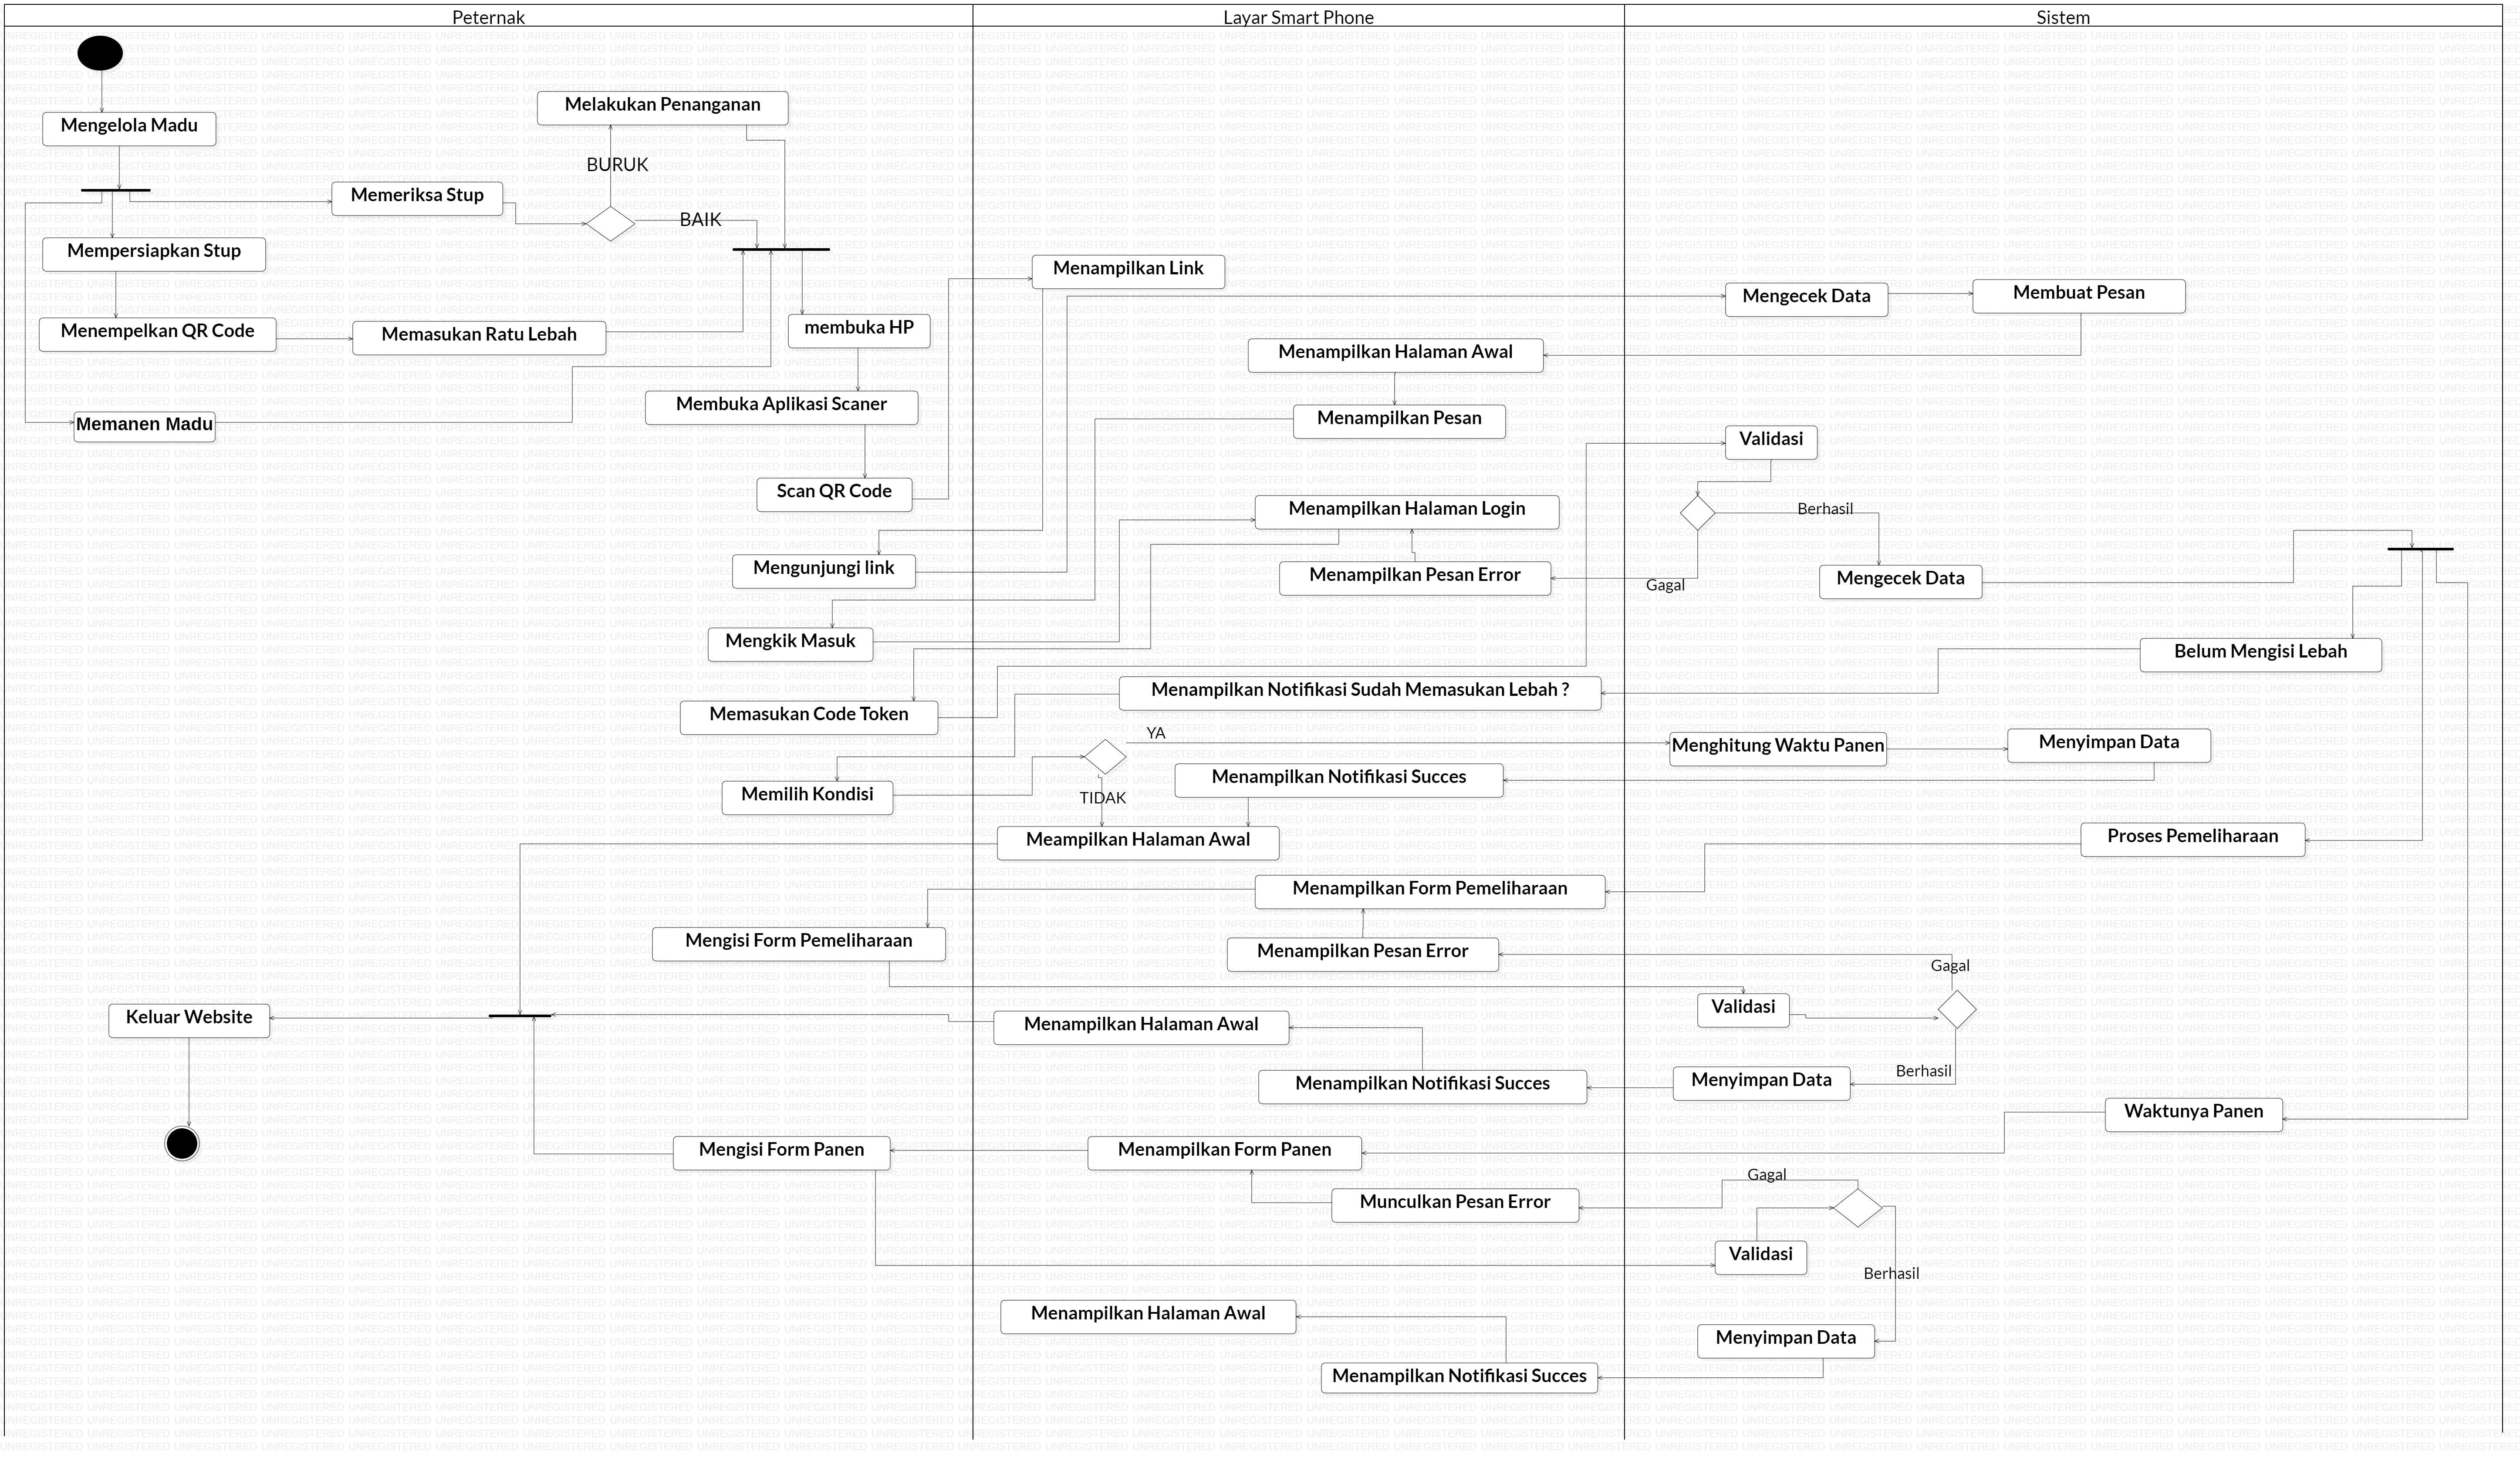 Peternak
Layar Smart Phone
Sistem
Mengelola Madu
Melakukan Penanganan
BURUK
Memeriksa Stup
BAIK
Mempersiapkan Stup
Menempelkan QR Code
Memasukan Ratu Lebah
membuka HP
Membuka Aplikasi Scaner
Memanen Madu
Scan QR Code
Menampilkan Link
Mengecek Data
Membuat Pesan
Menampilkan Halaman Awal
Menampilkan Pesan
Validasi
Menampilkan Halaman Login
Berhasil
Mengunjungi link
Menampilkan Pesan Error
Gagal
Mengecek Data
Mengkik Masuk
Belum Mengisi Lebah
Memasukan Code Token
Menampilkan Notifikasi Sudah Memasukan Lebah ?
YA
Menghitung Waktu Panen
Menyimpan Data
Menampilkan Notifikasi Succes
Memilih Kondisi
TIDAK
Meampilkan Halaman Awal
Proses Pemeliharaan
Menampilkan Form Pemeliharaan
Mengisi Form Pemeliharaan
Menampilkan Pesan Error
Gagal
Keluar Website
Menampilkan Halaman Awal
Validasi
Berhasil
Menampilkan Notifikasi Succes
Menyimpan Data
Waktunya Panen
Mengisi Form Panen
Menampilkan Form Panen
Gagal
Munculkan Pesan Error
Validasi
Berhasil
Menampilkan Halaman Awal
Menyimpan Data
Menampilkan Notifikasi Succes
UNREGISTERED